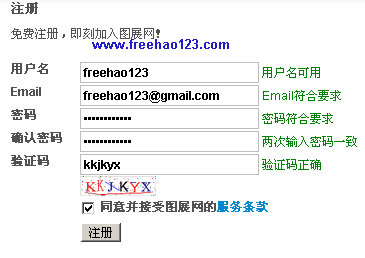 注册
免费注册，即刻加入图展网！
www.freehao123.com
用户名 freehao123 用户名可用
Email freehao123@gmail.com Email符合要求
密码 •••••••••••• 密码符合要求
确认密码 •••••••••••• 两次输入密码一致
验证码 kkjkyx 验证码正确
KKJKYX
同意并接受图展网的服务条款
注册